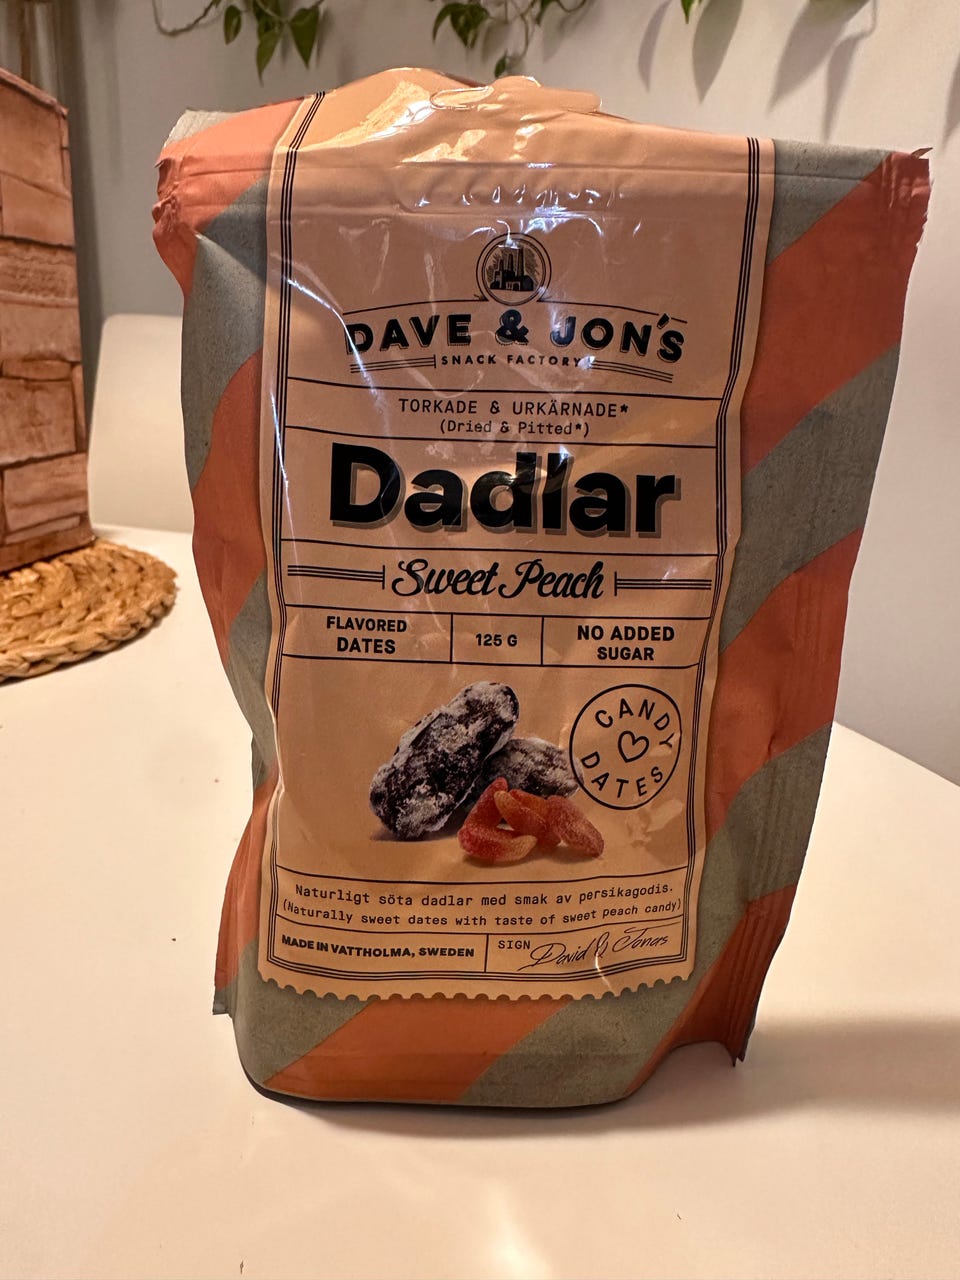 DAVE & JON'S
SNACK FACTORY
TORKADE & URKÄRNADE*
(Dried & Pitted*)
Dadlar
Sweet Peach
FLAVORED
DATES
125 G
NO ADDED
SUGAR
CANDY
DATES
Naturligt söta dadlar med smak av persikagodis.
(Naturally sweet dates with taste of sweet peach candy)
MADE IN VATTHOLMA, SWEDEN
SIGN David & Jonas